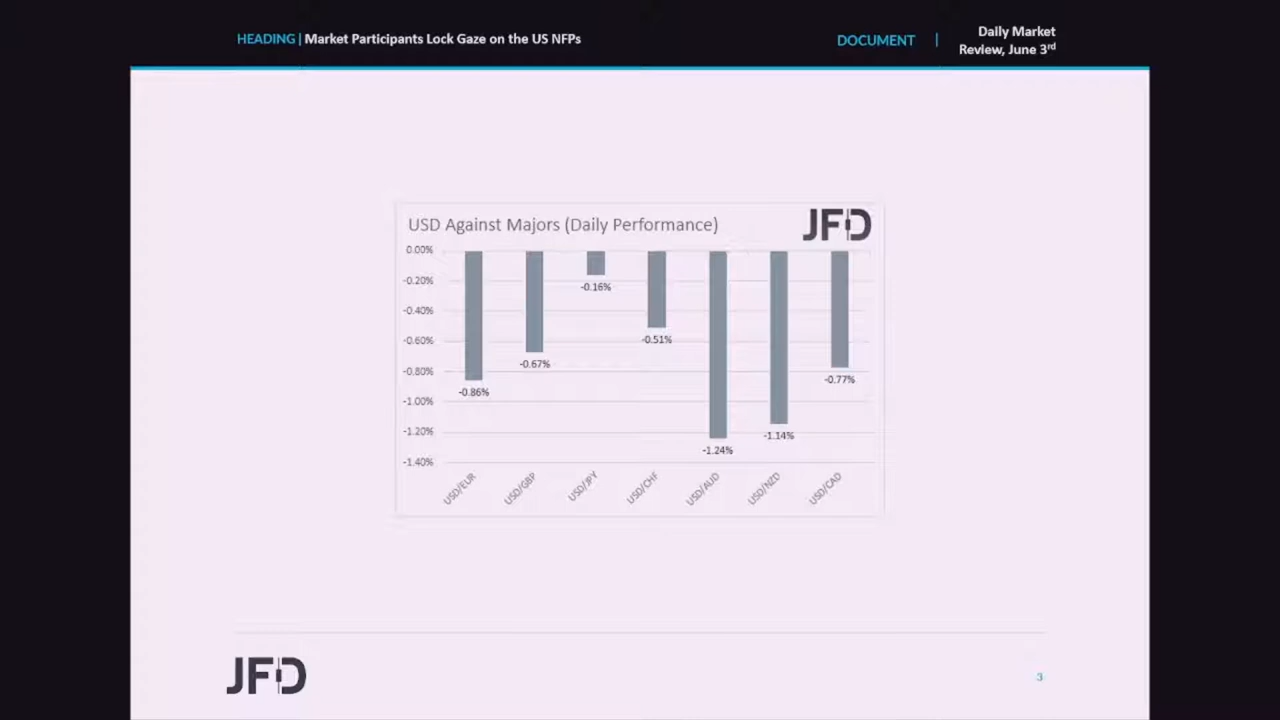 HEADING | Market Participants Lock Gaze on the US NFPs
DOCUMENT | Daily Market
Review, June 3rd
USD Against Majors (Daily Performance)
JFD
0.00%
-0.20%
-0.40%
-0.60%
-0.80%
-1.00%
-1.20%
-1.40%
-0.86%
-0.67%
-0.16%
-0.51%
-1.24%
-1.14%
-0.77%
USD/EUR
USD/GBP
USD/JPY
USD/CHF
USD/AUD
USD/NZD
USD/CAD
JFD
3